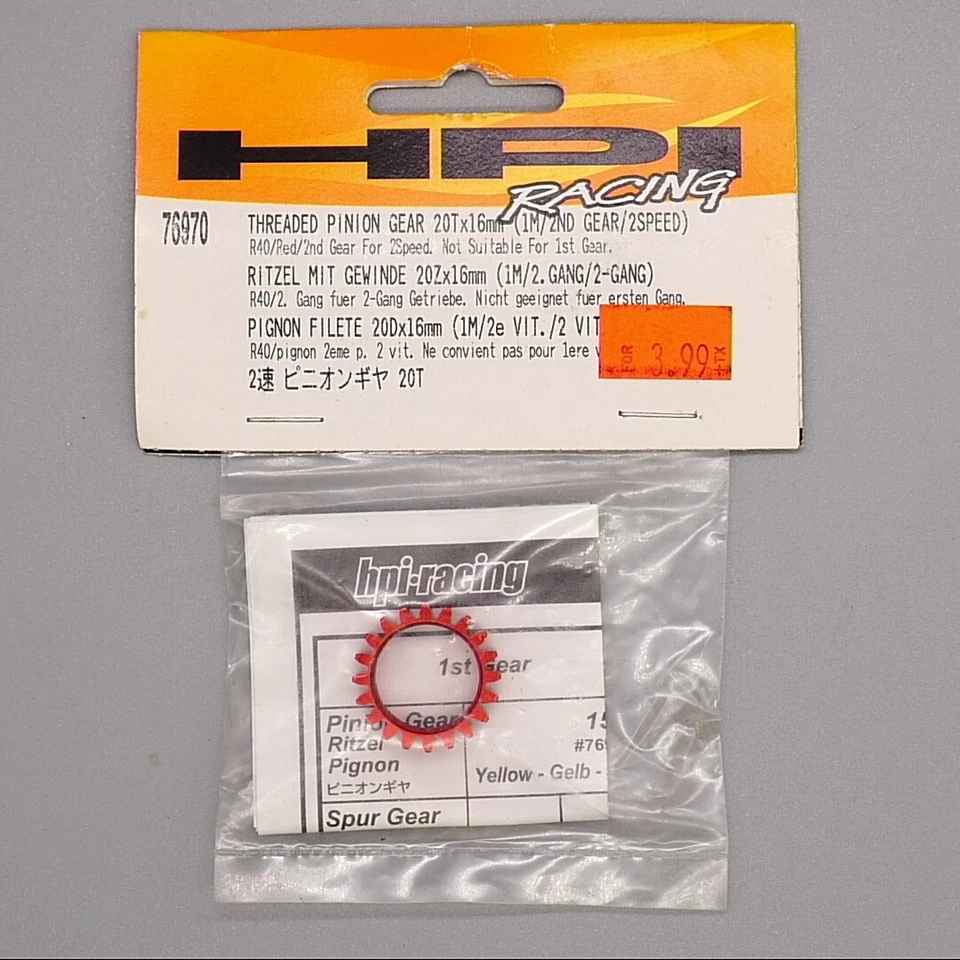 HPI
RACING
76970
THREADED PINION GEAR 20Tx16mm (1M/2ND GEAR/2SPEED)
R40/Red/2nd Gear For 2Speed. Not Suitable For 1st Gear.
RITZEL MIT GEWINDE 20Zx16mm (1M/2.GANG/2-GANG)
R40/2. Gang fuer 2-Gang Getriebe. Nicht geeignet fuer ersten Gang.
PIGNON FILETE 20Dx16mm (1M/2e VIT./2 VIT
R40/pignon 2eme p. 2 vit. Ne convient pas pour 1ere v
FOR 3.99+TX
2速 ピニオンギヤ 20T
hpi·racing
1st Gear
Pinion Gear 15
Ritzel #769
Pignon Yellow - Gelb -
ピニオンギヤ
Spur Gear